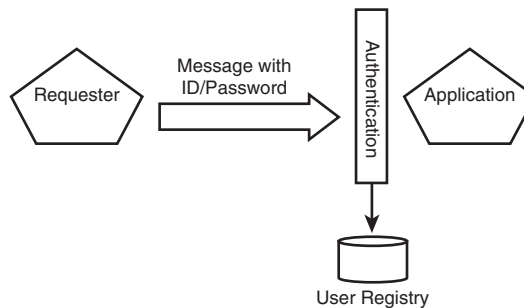 Requester
Message with
ID/Password
Authentication
Application
User Registry